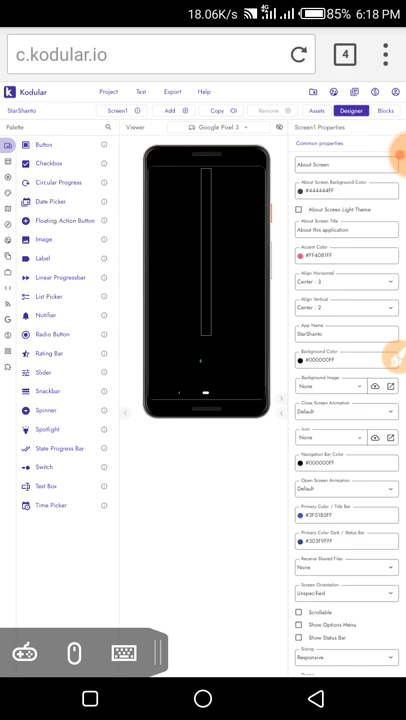 18.06K/s 4G 85% 6:18 PM
c.kodular.io 4
Kodular Project Test Export Help
StarShanto Screen1 Add Copy Remove Assets Designer Blocks
Palette Viewer Google Pixel 3 Screen1 Properties
Button
Checkbox
Circular Progress
Date Picker
Floating Action Button
Image
Label
Linear Progressbar
List Picker
Notifier
Radio Button
Rating Bar
Slider
Snackbar
Spinner
Spotlight
State Progress Bar
Switch
Text Box
Time Picker
Common properties
About Screen
About Screen Background Color
#444444FF
About Screen Light Theme
About Screen Title
About this application
Accent Color
#FF4081FF
Align Horizontal
Center : 3
Align Vertical
Center : 2
App Name
StarShanto
Background Color
#000000FF
Background Image
None
Close Screen Animation
Default
Icon
None
Navigation Bar Color
#000000FF
Open Screen Animation
Default
Primary Color / Title Bar
#3F51B5FF
Primary Color Dark / Status Bar
#303F9FFF
Receive Shared Files
None
Screen Orientation
Unspecified
Scrollable
Show Options Menu
Show Status Bar
Sizing
Responsive